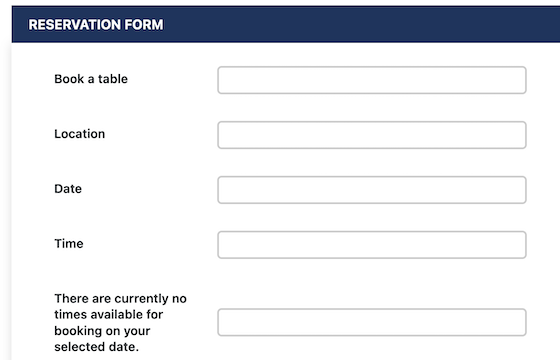 RESERVATION FORM
Book a table
Location
Date
Time
There are currently no
times available for
booking on your
selected date.